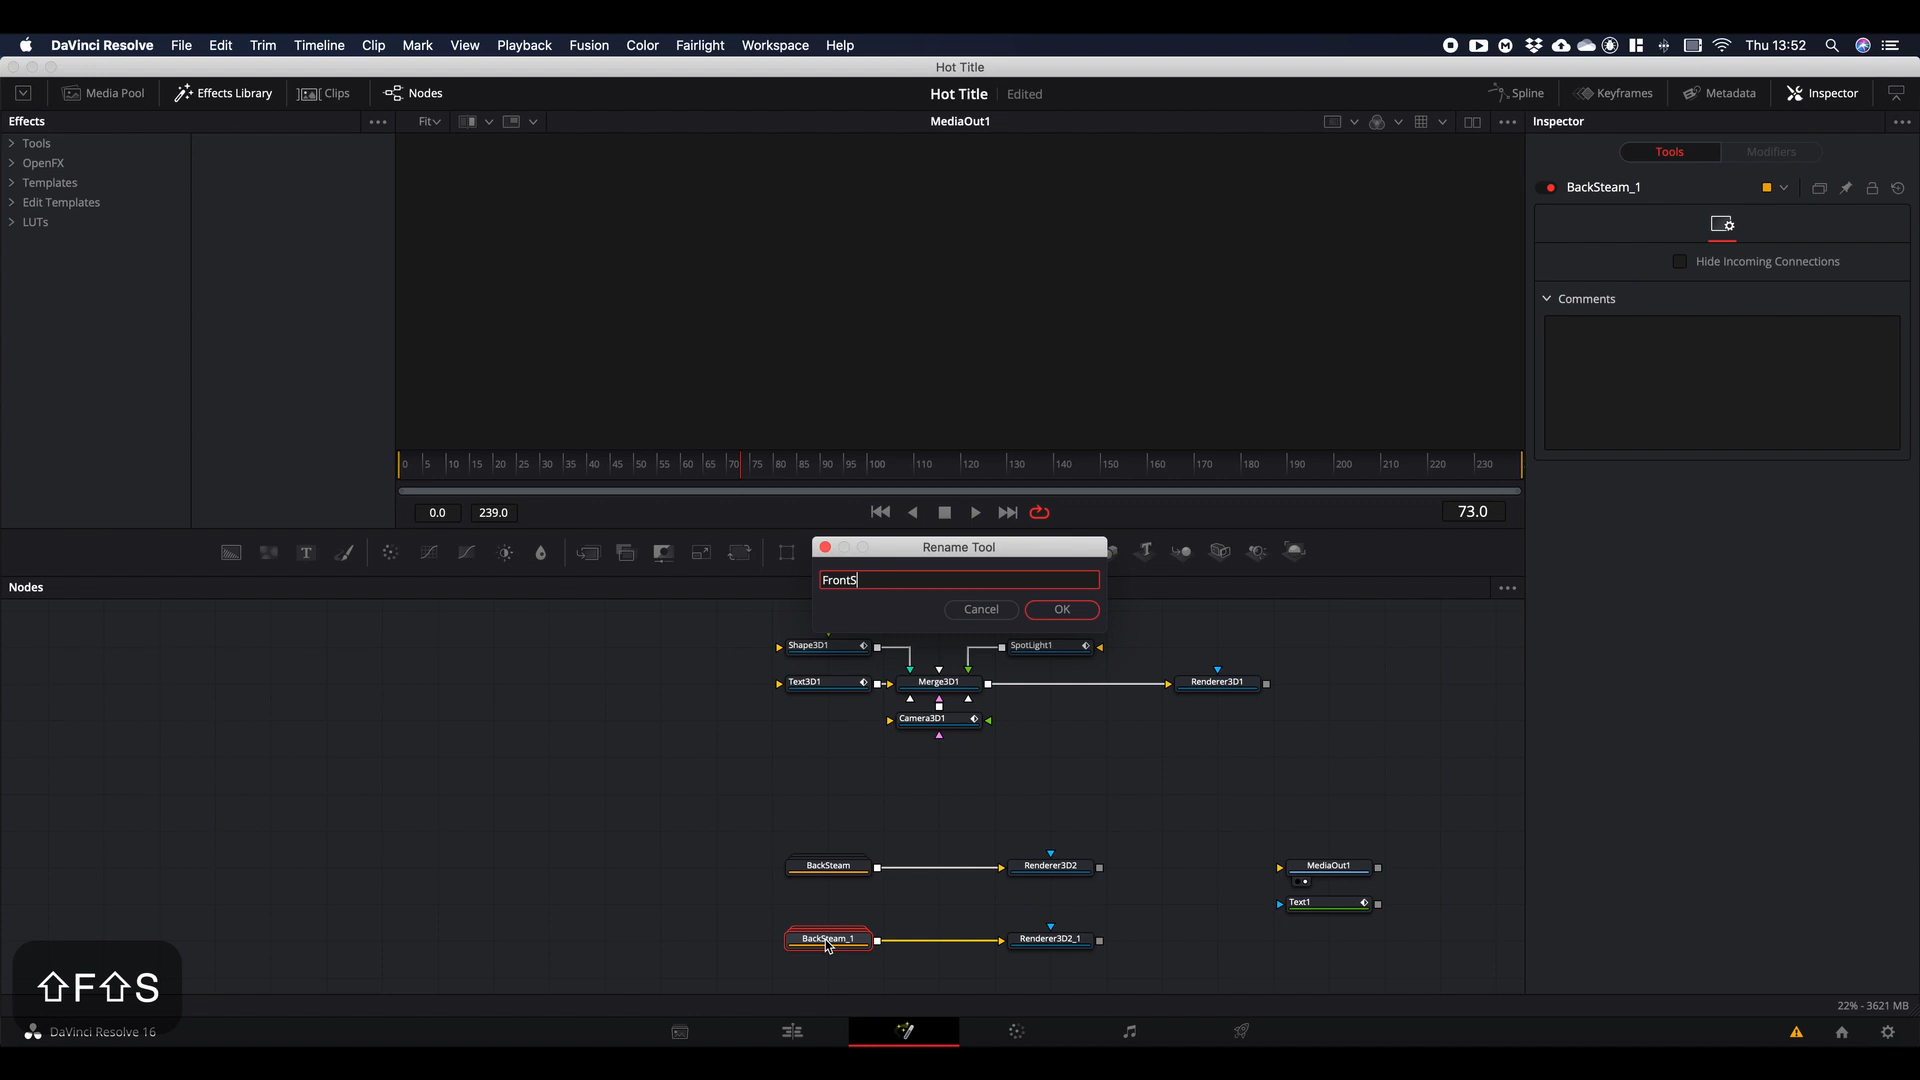 DaVinci Resolve File Edit Trim Timeline Clip Mark View Playback Fusion Color Fairlight Workspace Help Thu 13:52
Hot Title
Media Pool Effects Library Clips Nodes Hot Title Edited Spline Keyframes Metadata Inspector
Effects Fit MediaOut1 Inspector
Tools
OpenFX
Templates
Edit Templates
LUTs
Tools Modifiers
BackSteam_1
Hide Incoming Connections
Comments
0 5 10 15 20 25 30 35 40 45 50 55 60 65 70 75 80 85 90 95 100 110 120 130 140 150 160 170 180 190 200 210 220 230
0.0 239.0 73.0
Rename Tool
FrontS
Cancel OK
Nodes
Shape3D1 SpotLight1
Text3D1 Merge3D1 Renderer3D1
Camera3D1
BackSteam Renderer3D2 MediaOut1
Text1
BackSteam_1 Renderer3D2_1
⇧F⇧S
22% - 3621 MB
DaVinci Resolve 16